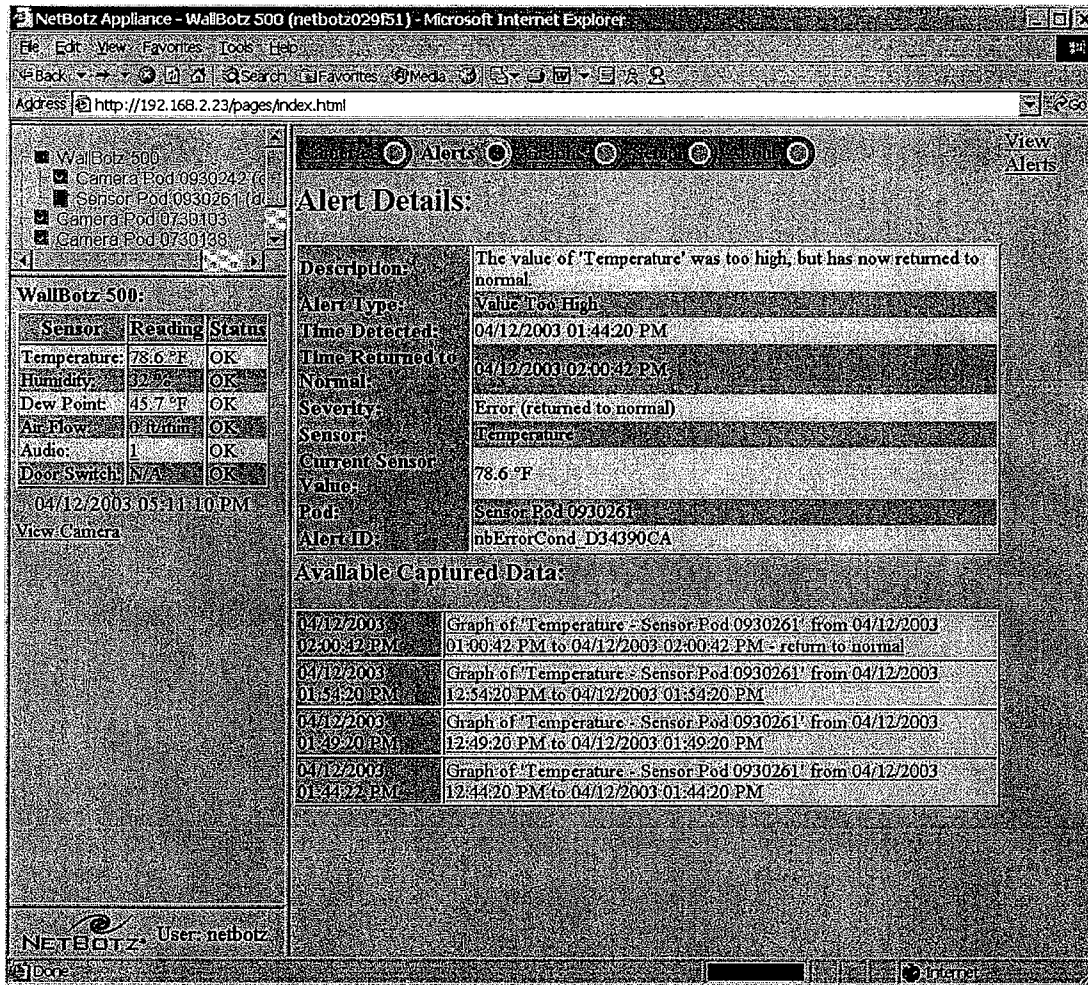 NetBotz Appliance - WallBotz 500 (netbotz029f51) - Microsoft Internet Explorer
File Edit View Favorites Tools Help
Back Search Favorites Media
Address http://192.168.2.23/pages/index.html Go
WallBotz 500
Camera Pod 0930242
Sensor Pod 0930261
Camera Pod 0730103
Camera Pod 0730138
WallBotz 500:
Sensor Reading Status
Temperature: 78.6 °F OK
Humidity: 32 % OK
Dew Point: 45.7 °F OK
Air Flow: 0 ft/min OK
Audio: 1 OK
Door Switch: N/A OK
04/12/2003 05:11:10 PM
View Camera
NETBOTZ User: netbotz
Alerts
View
Alerts
Alert Details:
Description: The value of 'Temperature' was too high, but has now returned to
normal.
Alert Type: Value Too High
Time Detected: 04/12/2003 01:44:20 PM
Time Returned to
Normal: 04/12/2003 02:00:42 PM
Severity: Error (returned to normal)
Sensor: Temperature
Current Sensor
Value: 78.6 °F
Pod: Sensor Pod 0930261
Alert ID: nbErrorCond_D34390CA
Available Captured Data:
04/12/2003 Graph of 'Temperature - Sensor Pod 0930261' from 04/12/2003
02:00:42 PM 01:00:42 PM to 04/12/2003 02:00:42 PM - return to normal
04/12/2003 Graph of 'Temperature - Sensor Pod 0930261' from 04/12/2003
01:54:20 PM 12:54:20 PM to 04/12/2003 01:54:20 PM
04/12/2003 Graph of 'Temperature - Sensor Pod 0930261' from 04/12/2003
01:49:20 PM 12:49:20 PM to 04/12/2003 01:49:20 PM
04/12/2003 Graph of 'Temperature - Sensor Pod 0930261' from 04/12/2003
01:44:22 PM 12:44:20 PM to 04/12/2003 01:44:20 PM
Done Internet